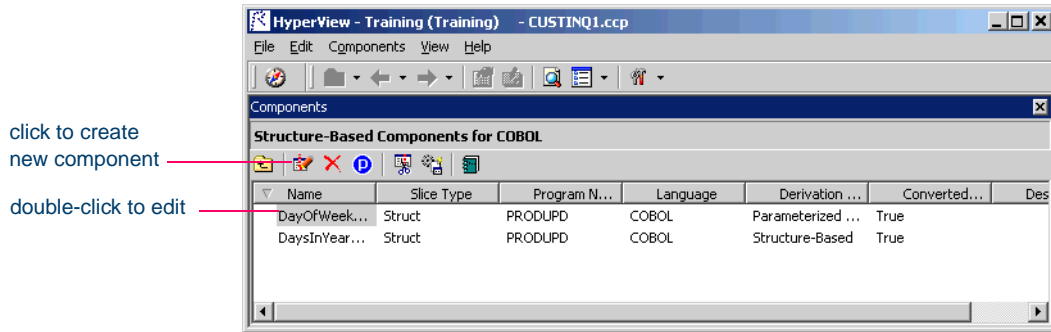 HyperView - Training (Training) - CUSTINQ1.ccp
File Edit Components View Help
Components
Structure-Based Components for COBOL
click to create
new component
double-click to edit
Name Slice Type Program N... Language Derivation ... Converted... Des
DayOfWeek... Struct PRODUPD COBOL Parameterized ... True
DaysInYear... Struct PRODUPD COBOL Structure-Based True